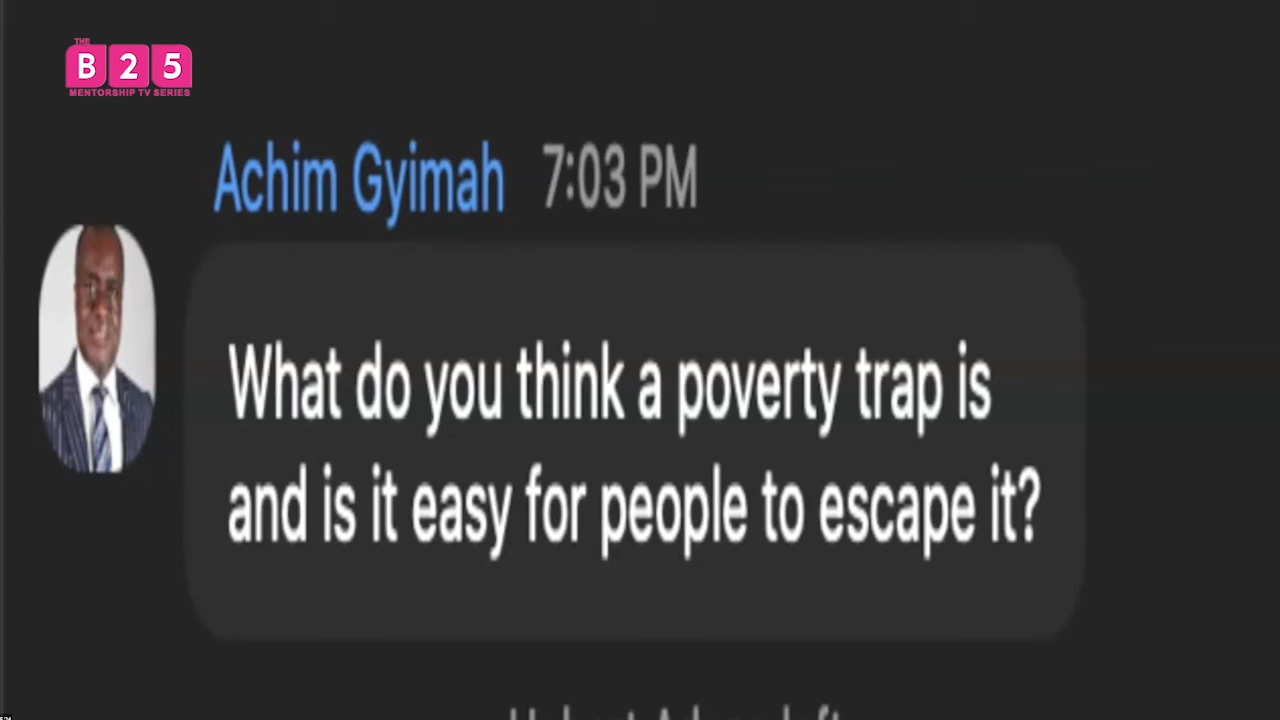 THE
B25
MENTORSHIP TV SERIES
Achim Gyimah 7:03 PM
What do you think a poverty trap is
and is it easy for people to escape it?